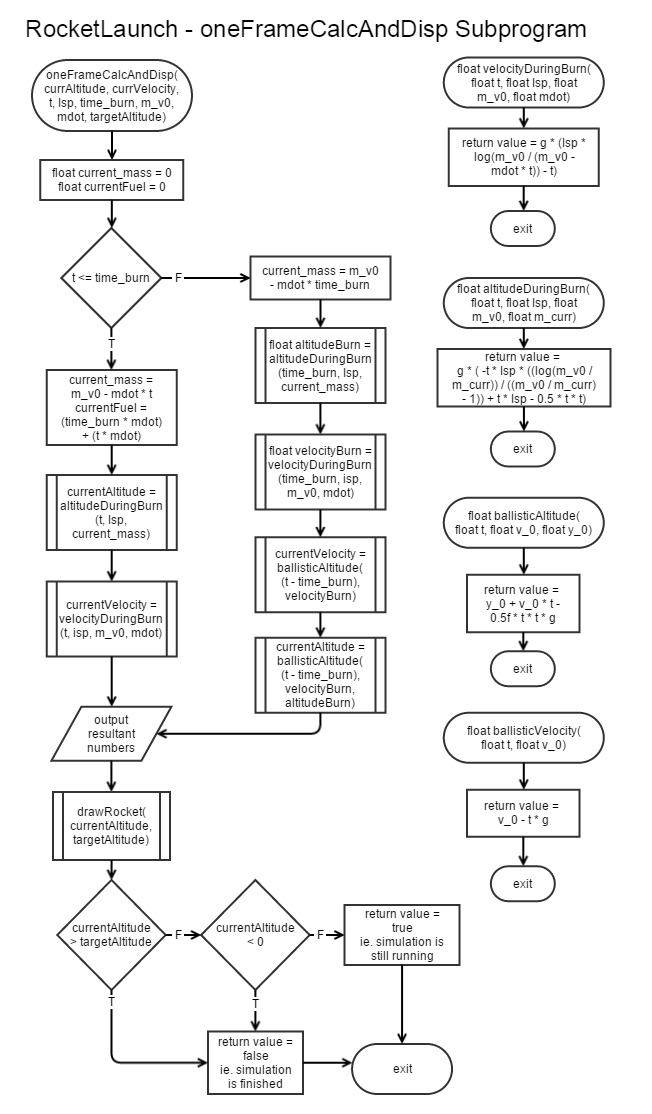 RocketLaunch - oneFrameCalcAndDisp Subprogram
oneFrameCalcAndDisp(
currAltitude, currVelocity,
t, Isp, time_burn, m_v0,
mdot, targetAltitude)
float current_mass = 0
float currentFuel = 0
t <= time_burn
F
T
current_mass =
m_v0 - mdot * t
currentFuel =
(time_burn * mdot)
+ (t * mdot)
currentAltitude =
altitudeDuringBurn
(t, Isp,
current_mass)
currentVelocity =
velocityDuringBurn
(t, isp, m_v0, mdot)
current_mass = m_v0
- mdot * time_burn
float altitudeBurn =
altitudeDuringBurn
(time_burn, Isp,
current_mass)
float velocityBurn =
velocityDuringBurn
(time_burn, isp,
m_v0, mdot)
currentVelocity =
ballisticAltitude(
(t - time_burn),
velocityBurn)
currentAltitude =
ballisticAltitude(
(t - time_burn),
velocityBurn,
altitudeBurn)
output
resultant
numbers
drawRocket(
currentAltitude,
targetAltitude)
currentAltitude
> targetAltitude
F
T
currentAltitude
< 0
F
T
return value =
true
ie. simulation is
still running
return value =
false
ie. simulation
is finished
exit
float velocityDuringBurn(
float t, float Isp, float
m_v0, float mdot)
return value = g * (Isp *
log(m_v0 / (m_v0 -
mdot * t)) - t)
exit
float altitudeDuringBurn(
float t, float Isp, float
m_v0, float m_curr)
return value =
g * ( -t * Isp * ((log(m_v0 /
m_curr)) / ((m_v0 / m_curr)
- 1)) + t * Isp - 0.5 * t * t)
exit
float ballisticAltitude(
float t, float v_0, float y_0)
return value =
y_0 + v_0 * t -
0.5f * t * t * g
exit
float ballisticVelocity(
float t, float v_0)
return value =
v_0 - t * g
exit